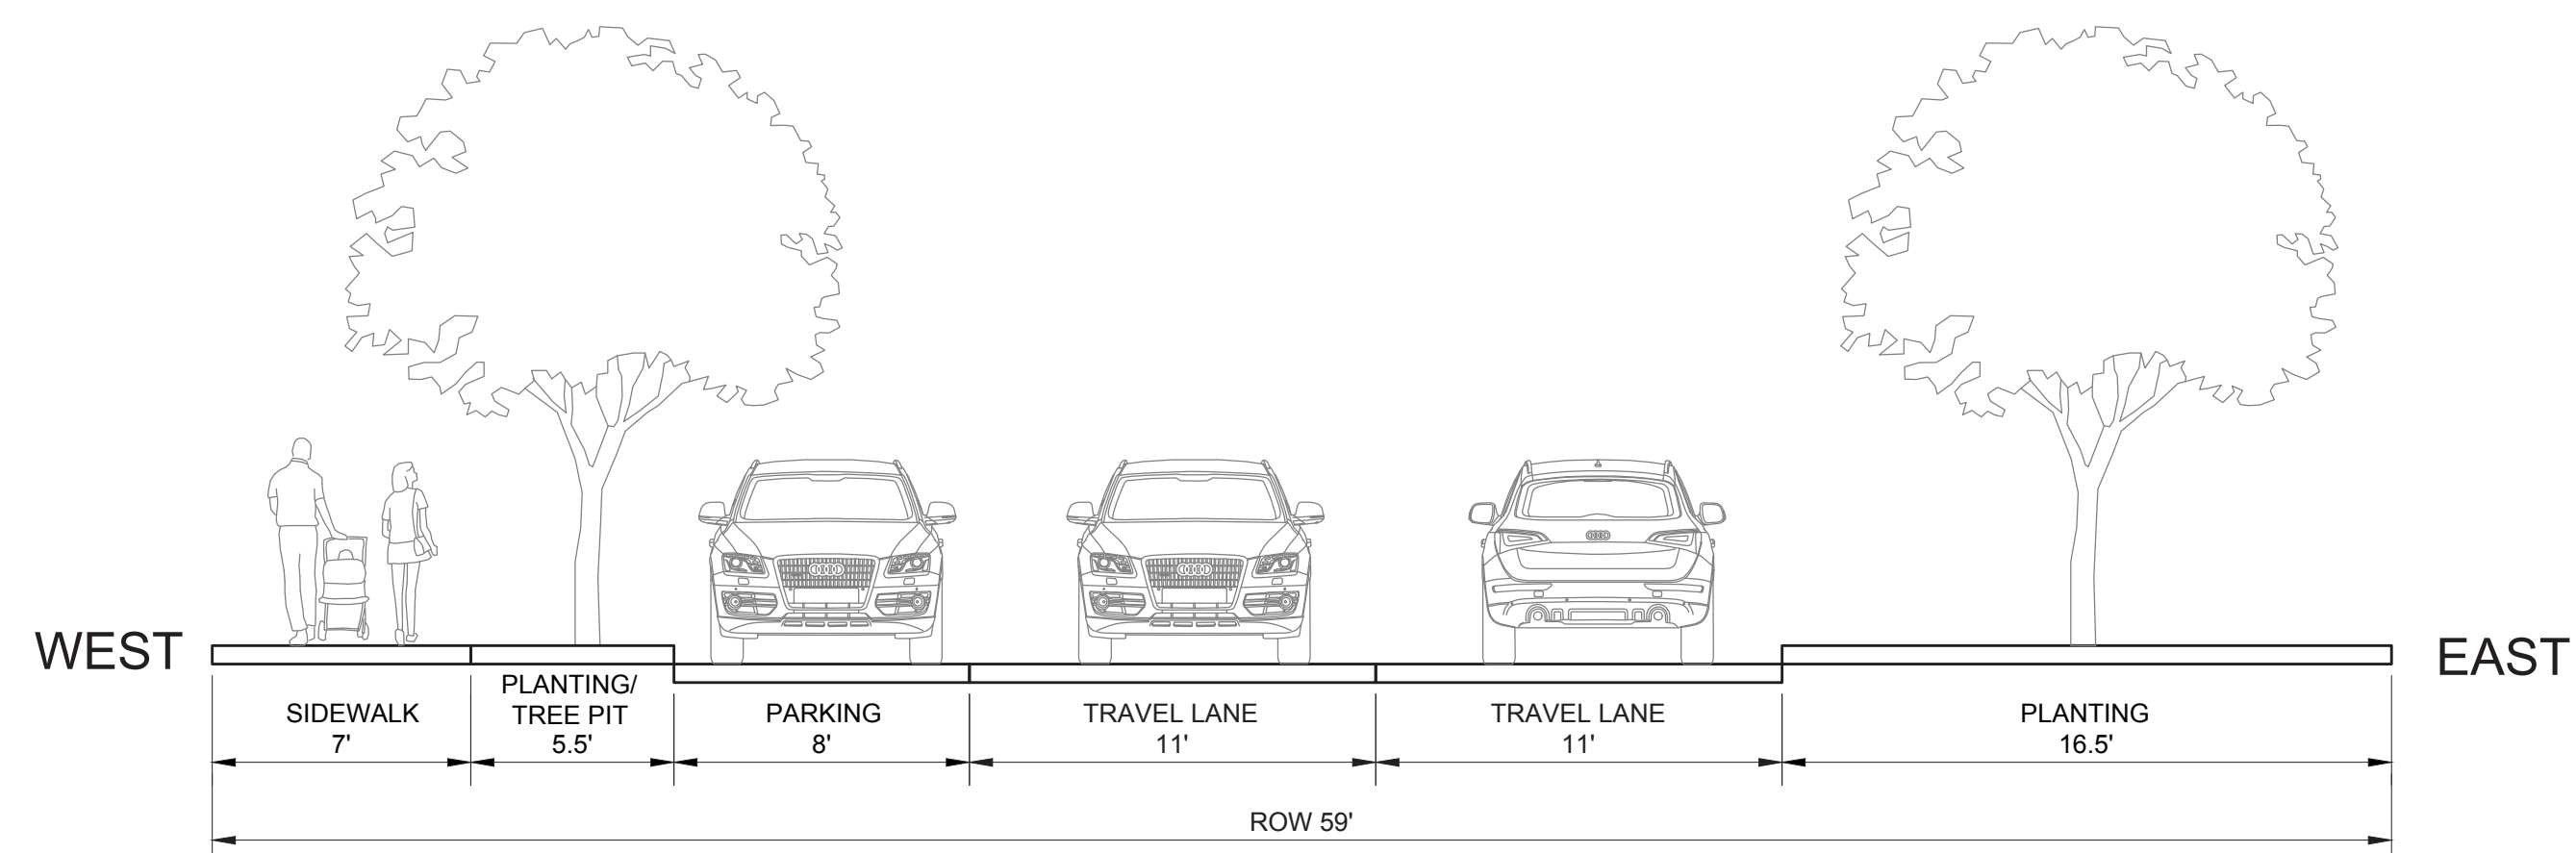 WEST
EAST
SIDEWALK
7'
PLANTING/
TREE PIT
5.5'
PARKING
8'
TRAVEL LANE
11'
TRAVEL LANE
11'
PLANTING
16.5'
ROW 59'